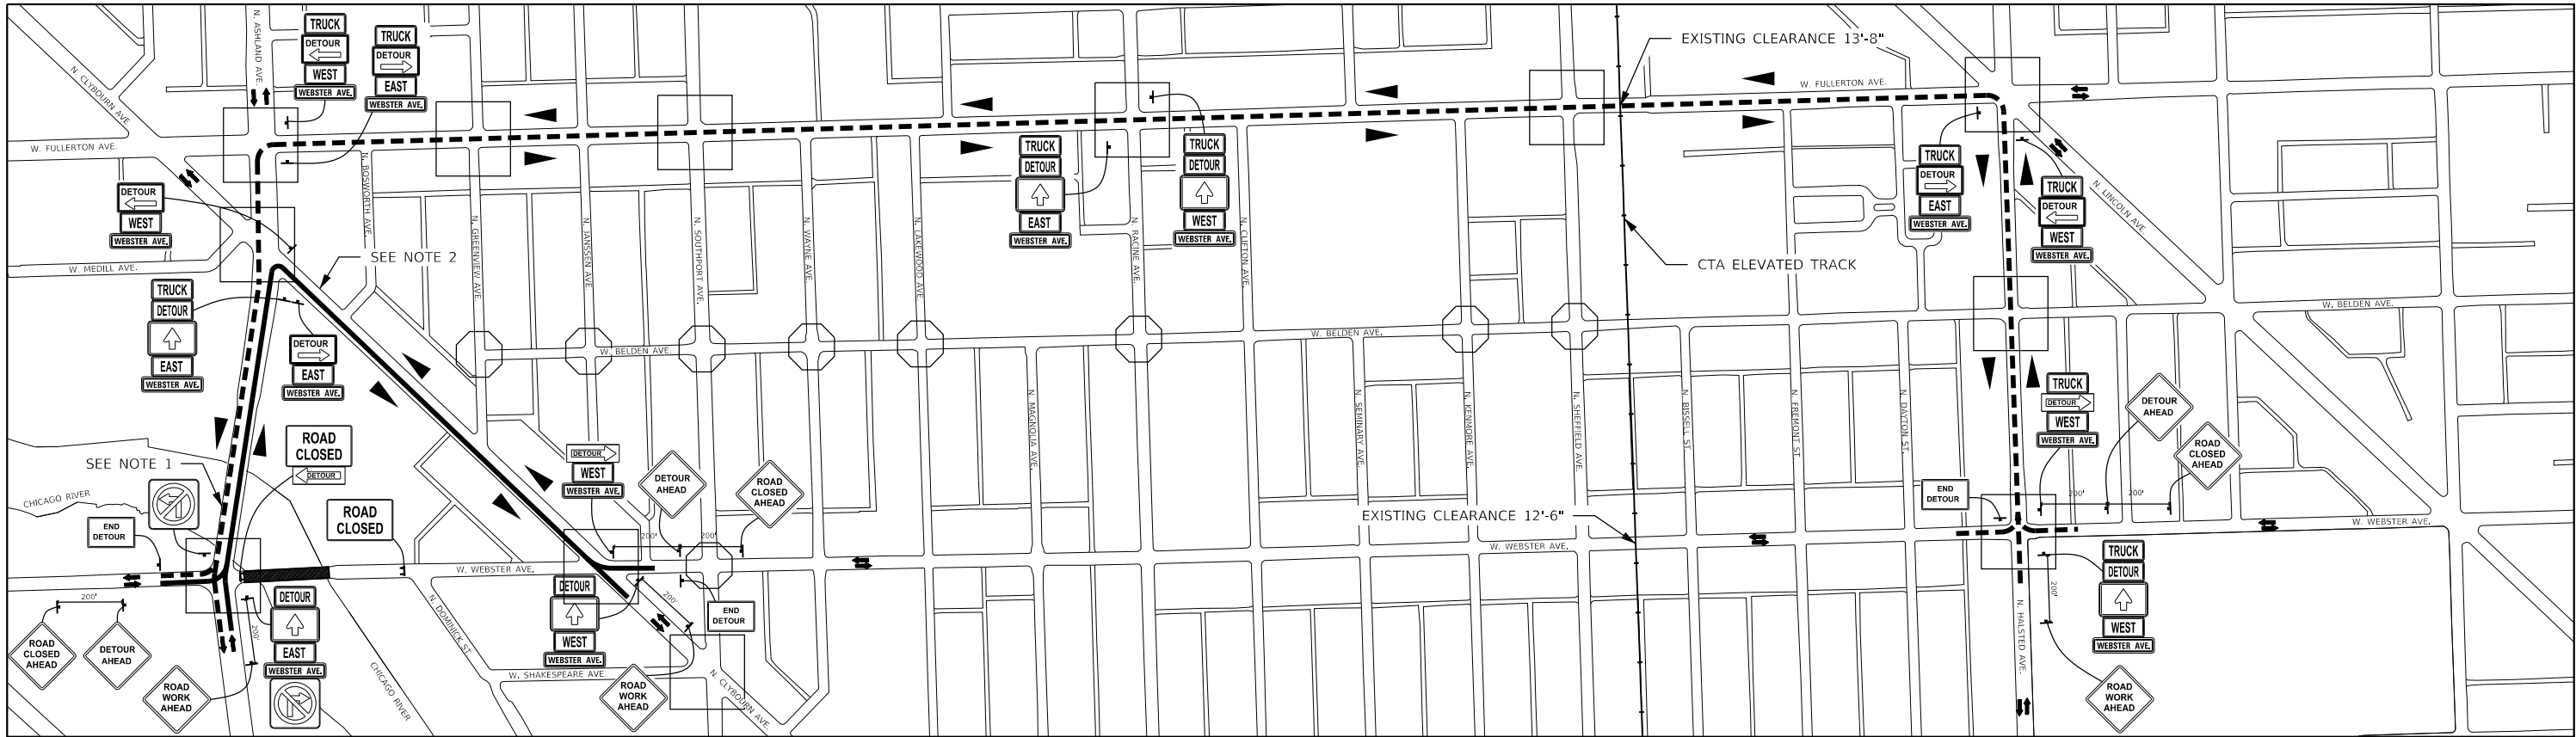 N. ASHLAND AVE.
TRUCK
DETOUR
WEST
WEBSTER AVE.
TRUCK
DETOUR
EAST
WEBSTER AVE.
N. CLYBOURN AVE.
W. FULLERTON AVE.
EXISTING CLEARANCE 13'-8"
W. FULLERTON AVE.
DETOUR
WEST
WEBSTER AVE.
W. MEDILL AVE.
N. BOSWORTH AVE.
SEE NOTE 2
N. GREENVIEW AVE.
N. JANSSEN AVE.
N. SOUTHPORT AVE.
N. WAYNE AVE.
N. LAKEWOOD AVE.
TRUCK
DETOUR
EAST
WEBSTER AVE.
N. RACINE AVE.
TRUCK
DETOUR
WEST
WEBSTER AVE.
N. CLIFTON AVE.
CTA ELEVATED TRACK
TRUCK
DETOUR
EAST
WEBSTER AVE.
TRUCK
DETOUR
WEST
WEBSTER AVE.
N. LINCOLN AVE.
TRUCK
DETOUR
EAST
WEBSTER AVE.
DETOUR
EAST
WEBSTER AVE.
W. BELDEN AVE.
W. BELDEN AVE.
W. BELDEN AVE.
N. MAGNOLIA AVE.
N. SEMINARY AVE.
N. KENMORE AVE.
N. SHEFFIELD AVE.
N. BISSELL ST.
N. FREMONT ST.
N. DAYTON ST.
TRUCK
DETOUR
WEST
WEBSTER AVE.
DETOUR
AHEAD
ROAD
CLOSED
AHEAD
200'
200'
SEE NOTE 1
CHICAGO RIVER
END
DETOUR
ROAD
CLOSED
DETOUR
ROAD
CLOSED
DETOUR
WEST
WEBSTER AVE.
DETOUR
AHEAD
ROAD
CLOSED
AHEAD
200'
200'
EXISTING CLEARANCE 12'-6"
W. WEBSTER AVE.
W. WEBSTER AVE.
END
DETOUR
W. WEBSTER AVE.
200'
ROAD
CLOSED
AHEAD
DETOUR
AHEAD
ROAD
WORK
AHEAD
200'
DETOUR
EAST
WEBSTER AVE.
CHICAGO RIVER
N. DOMINICK ST.
W. SHAKESPEARE AVE.
DETOUR
WEST
WEBSTER AVE.
200'
ROAD
WORK
AHEAD
END
DETOUR
N. CLYBOURN AVE.
N. HALSTED AVE.
200'
TRUCK
DETOUR
WEST
WEBSTER AVE.
ROAD
WORK
AHEAD